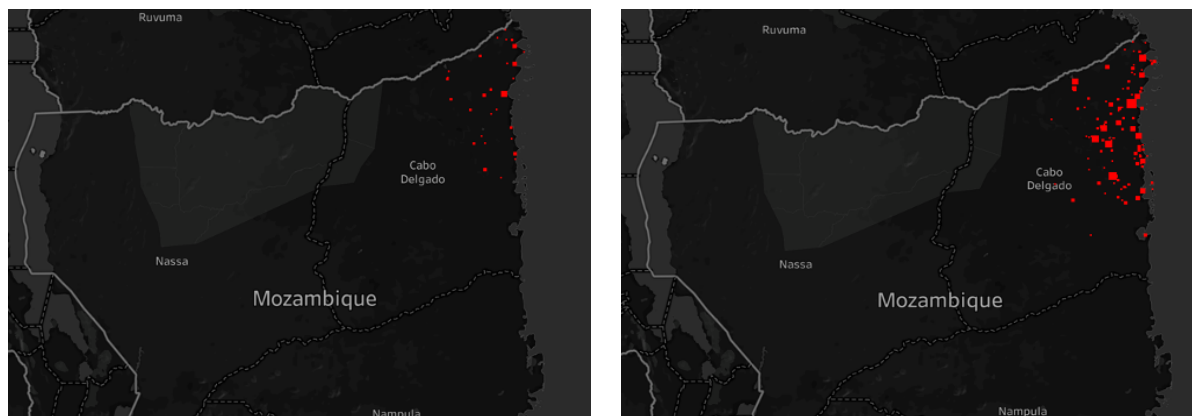 Ruvuma
Cabo
Delgado
Nassa
Mozambique
Nampula
Ruvuma
Cabo
Delgado
Nassa
Mozambique
Nampula